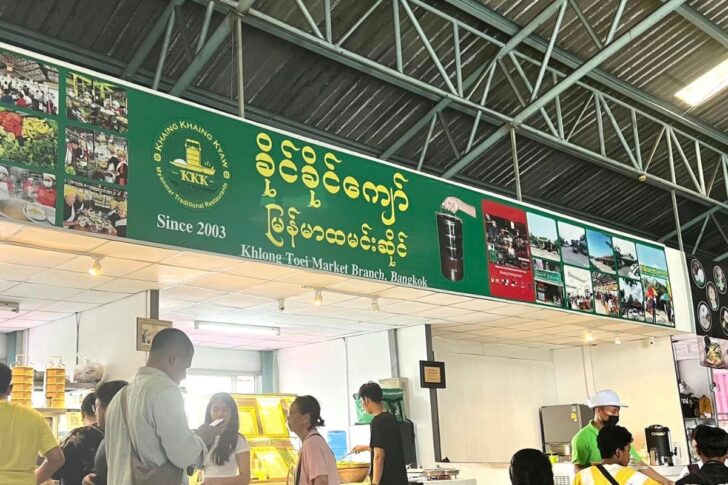 KHAING KHAING KYAW
KKK
Myanmar Traditional Restaurants
Since 2003
ခိုင်ခိုင်ကျော်
မြန်မာထမင်းဆိုင်
Khlong Toei Market Branch, Bangkok